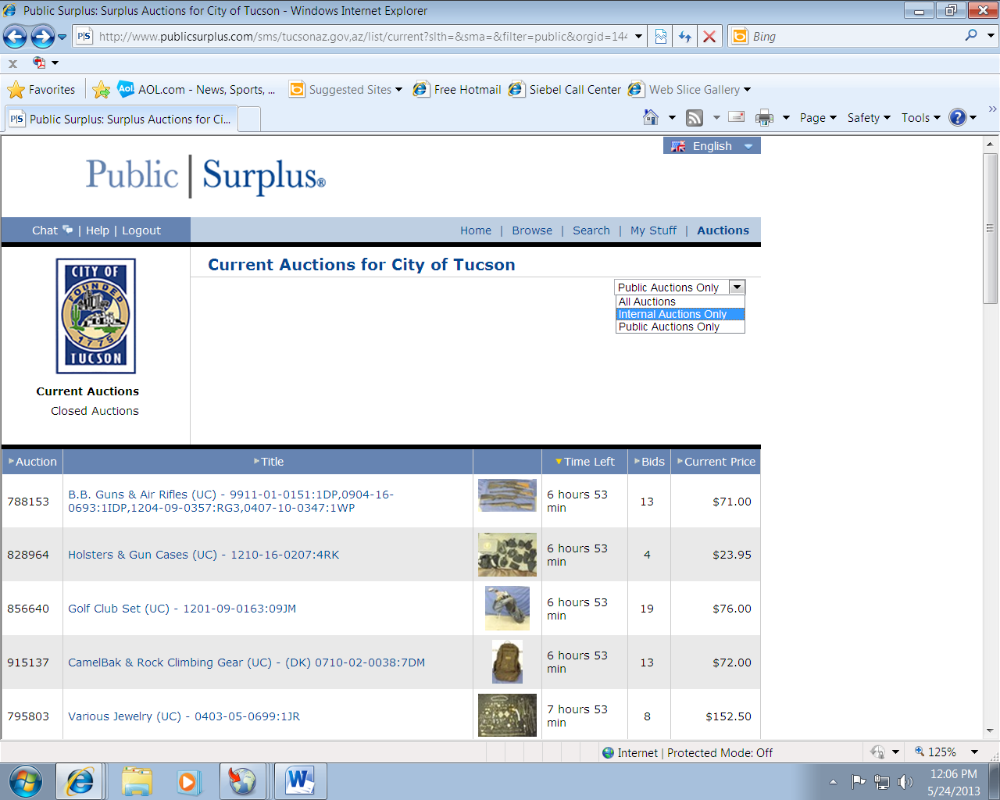 Public Surplus: Surplus Auctions for City of Tucson - Windows Internet Explorer
P|S http://www.publicsurplus.com/sms/tucsonaz.gov,az/list/current?slth=&sma=&filter=public&orgid=144 Bing
x
Favorites AOL.com - News, Sports, ... Suggested Sites Free Hotmail Siebel Call Center Web Slice Gallery
P|S Public Surplus: Surplus Auctions for Ci... Page Safety Tools
English
Public | Surplus®
Chat | Help | Logout Home | Browse | Search | My Stuff | Auctions
CITY OF
FOUNDED
1775
TUCSON
Current Auctions for City of Tucson
Public Auctions Only
All Auctions
Internal Auctions Only
Public Auctions Only
Current Auctions
Closed Auctions
Auction Title Time Left Bids Current Price
788153 B.B. Guns & Air Rifles (UC) - 9911-01-0151:1DP,0904-16-
0693:1IDP,1204-09-0357:RG3,0407-10-0347:1WP 6 hours 53
min 13 $71.00
828964 Holsters & Gun Cases (UC) - 1210-16-0207:4RK 6 hours 53
min 4 $23.95
856640 Golf Club Set (UC) - 1201-09-0163:09JM 6 hours 53
min 19 $76.00
915137 CamelBak & Rock Climbing Gear (UC) - (DK) 0710-02-0038:7DM 6 hours 53
min 13 $72.00
795803 Various Jewelry (UC) - 0403-05-0699:1JR 7 hours 53
min 8 $152.50
Internet | Protected Mode: Off 125%
12:06 PM
5/24/2013